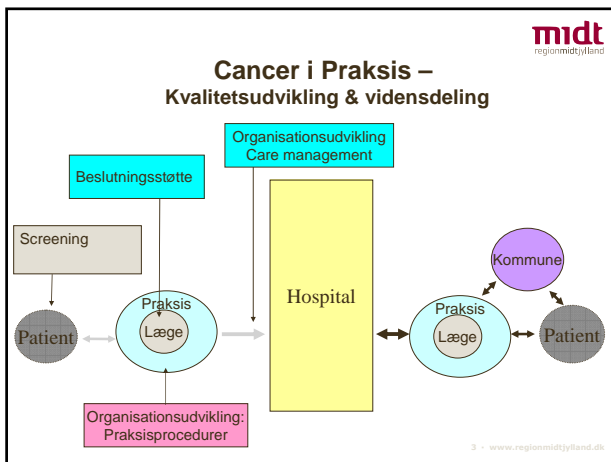 midt
regionmidtjylland
Cancer i Praksis –
Kvalitetsudvikling & vidensdeling
Organisationsudvikling
Care management
Beslutningsstøtte
Screening
Kommune
Hospital
Praksis
Læge
Patient
Praksis
Læge
Patient
Organisationsudvikling:
Praksisprocedurer
3 - www.regionmidtjylland.dk